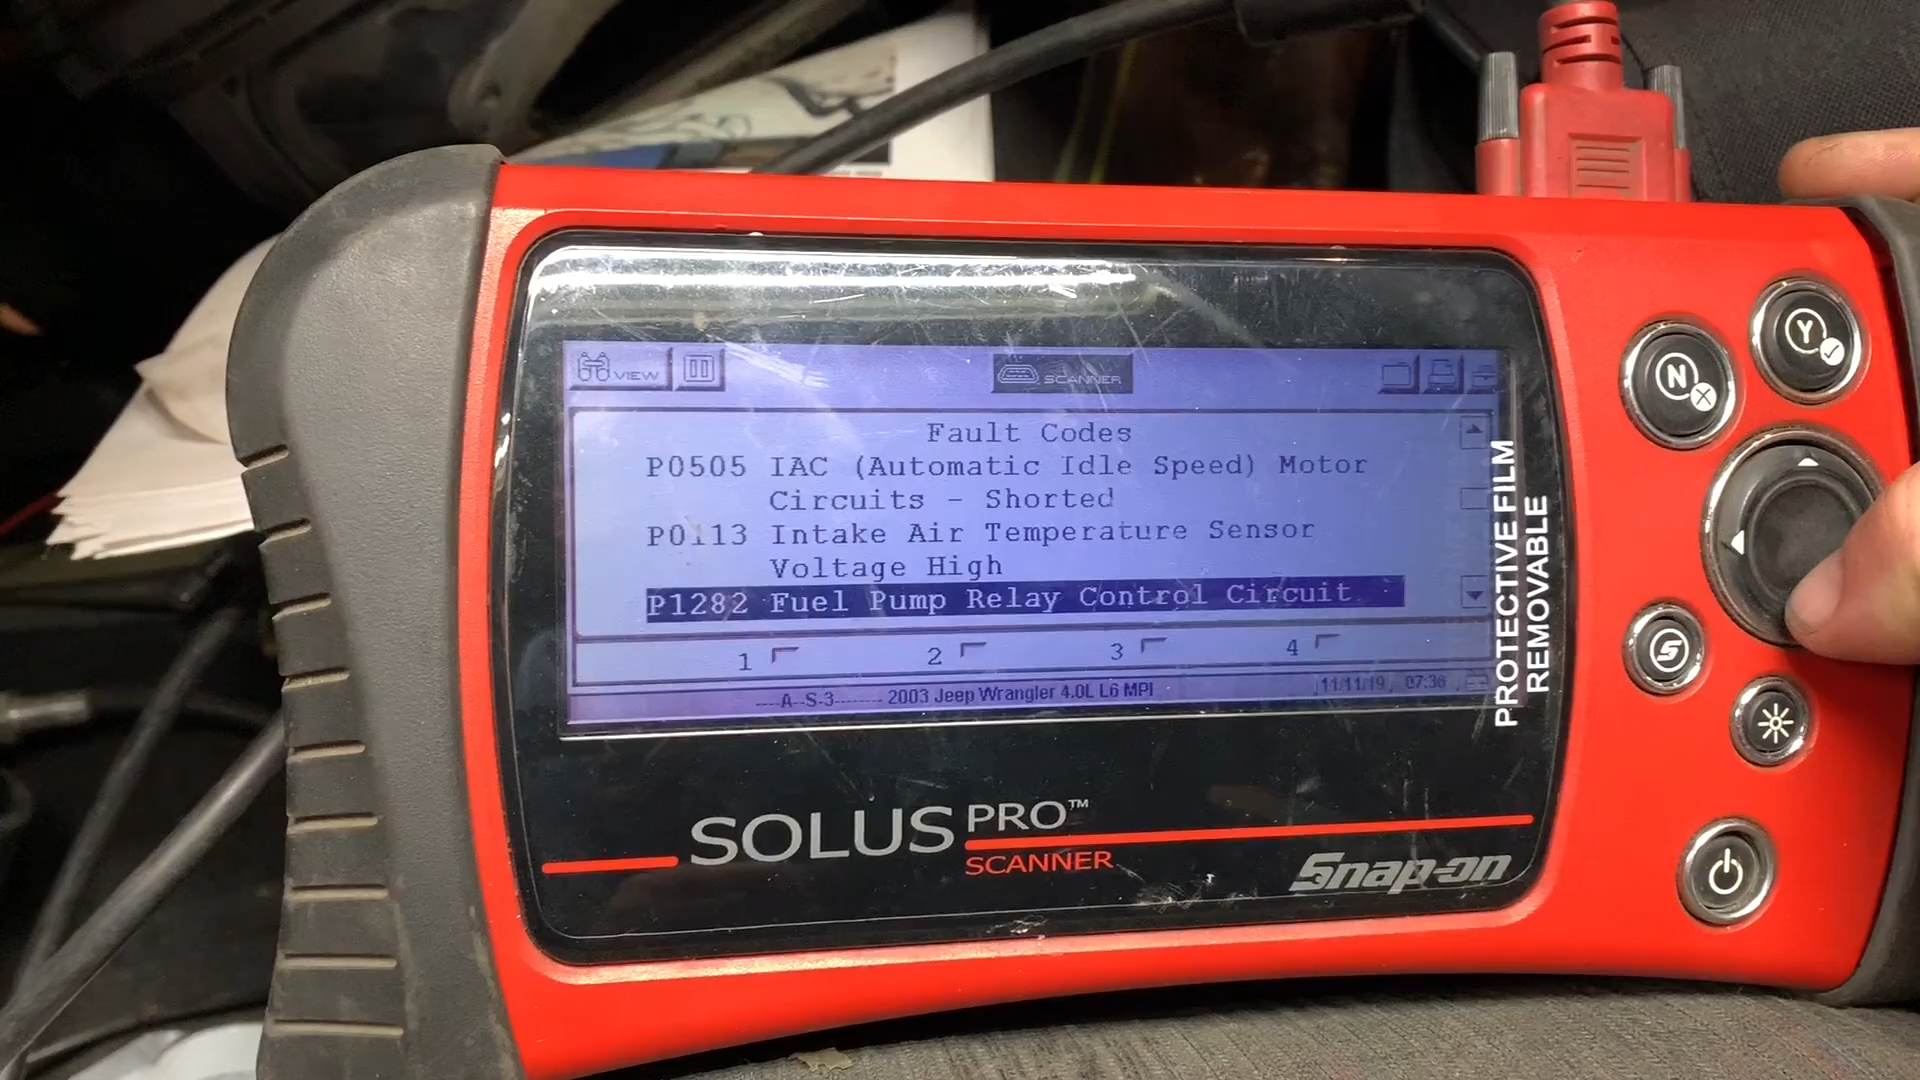 VIEW
SCANNER
Fault Codes
P0505 IAC (Automatic Idle Speed) Motor
Circuits - Shorted
P0113 Intake Air Temperature Sensor
Voltage High
P1282 Fuel Pump Relay Control Circuit
1 2 3 4
----A--S-3-------- 2003 Jeep Wrangler 4.0L L6 MPI 11/11/19 07:36
PROTECTIVE FILM
REMOVABLE
N
Y
S
SOLUS PRO™
SCANNER
Snap-on